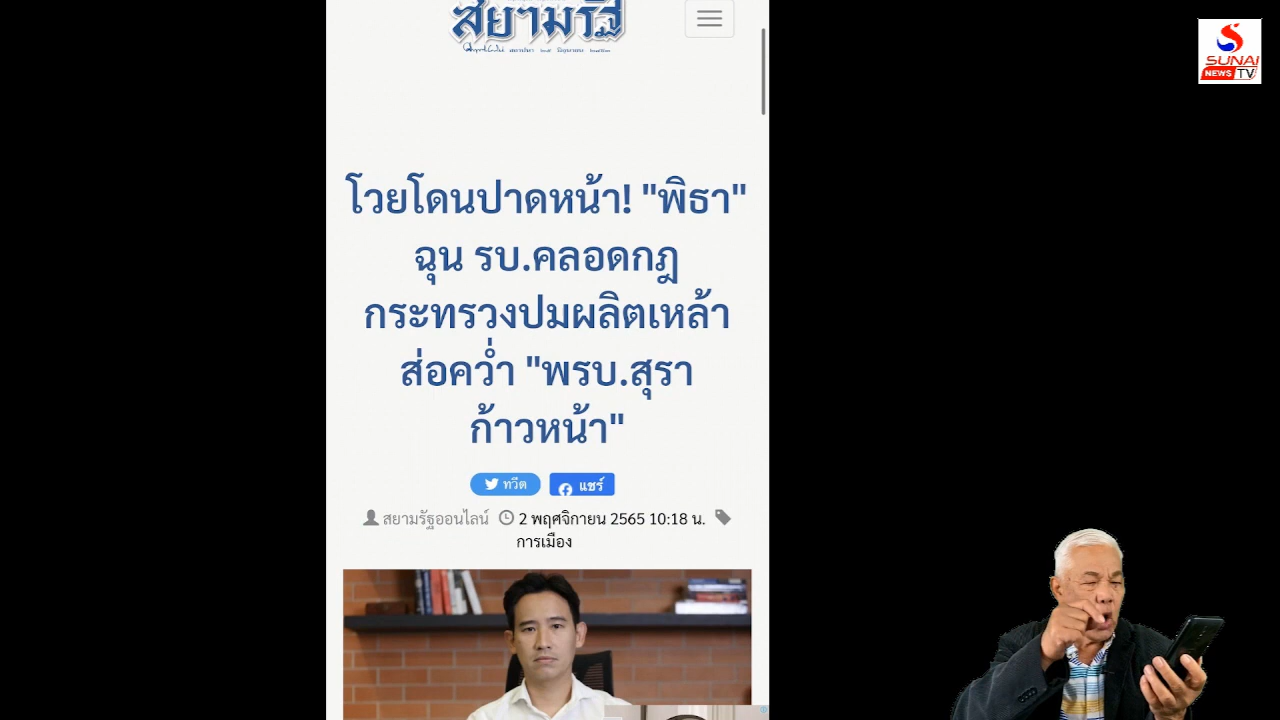 สยามรัฐ
SUNAI
NEWS TV
โวยโดนปาดหน้า! "พิธา"
ฉุน รบ.คลอดกฎ
กระทรวงปมผลิตเหล้า
ส่อคว่ำ "พรบ.สุรา
ก้าวหน้า"
ทวีต
แชร์
สยามรัฐออนไลน์ 2 พฤศจิกายน 2565 10:18 น.
การเมือง